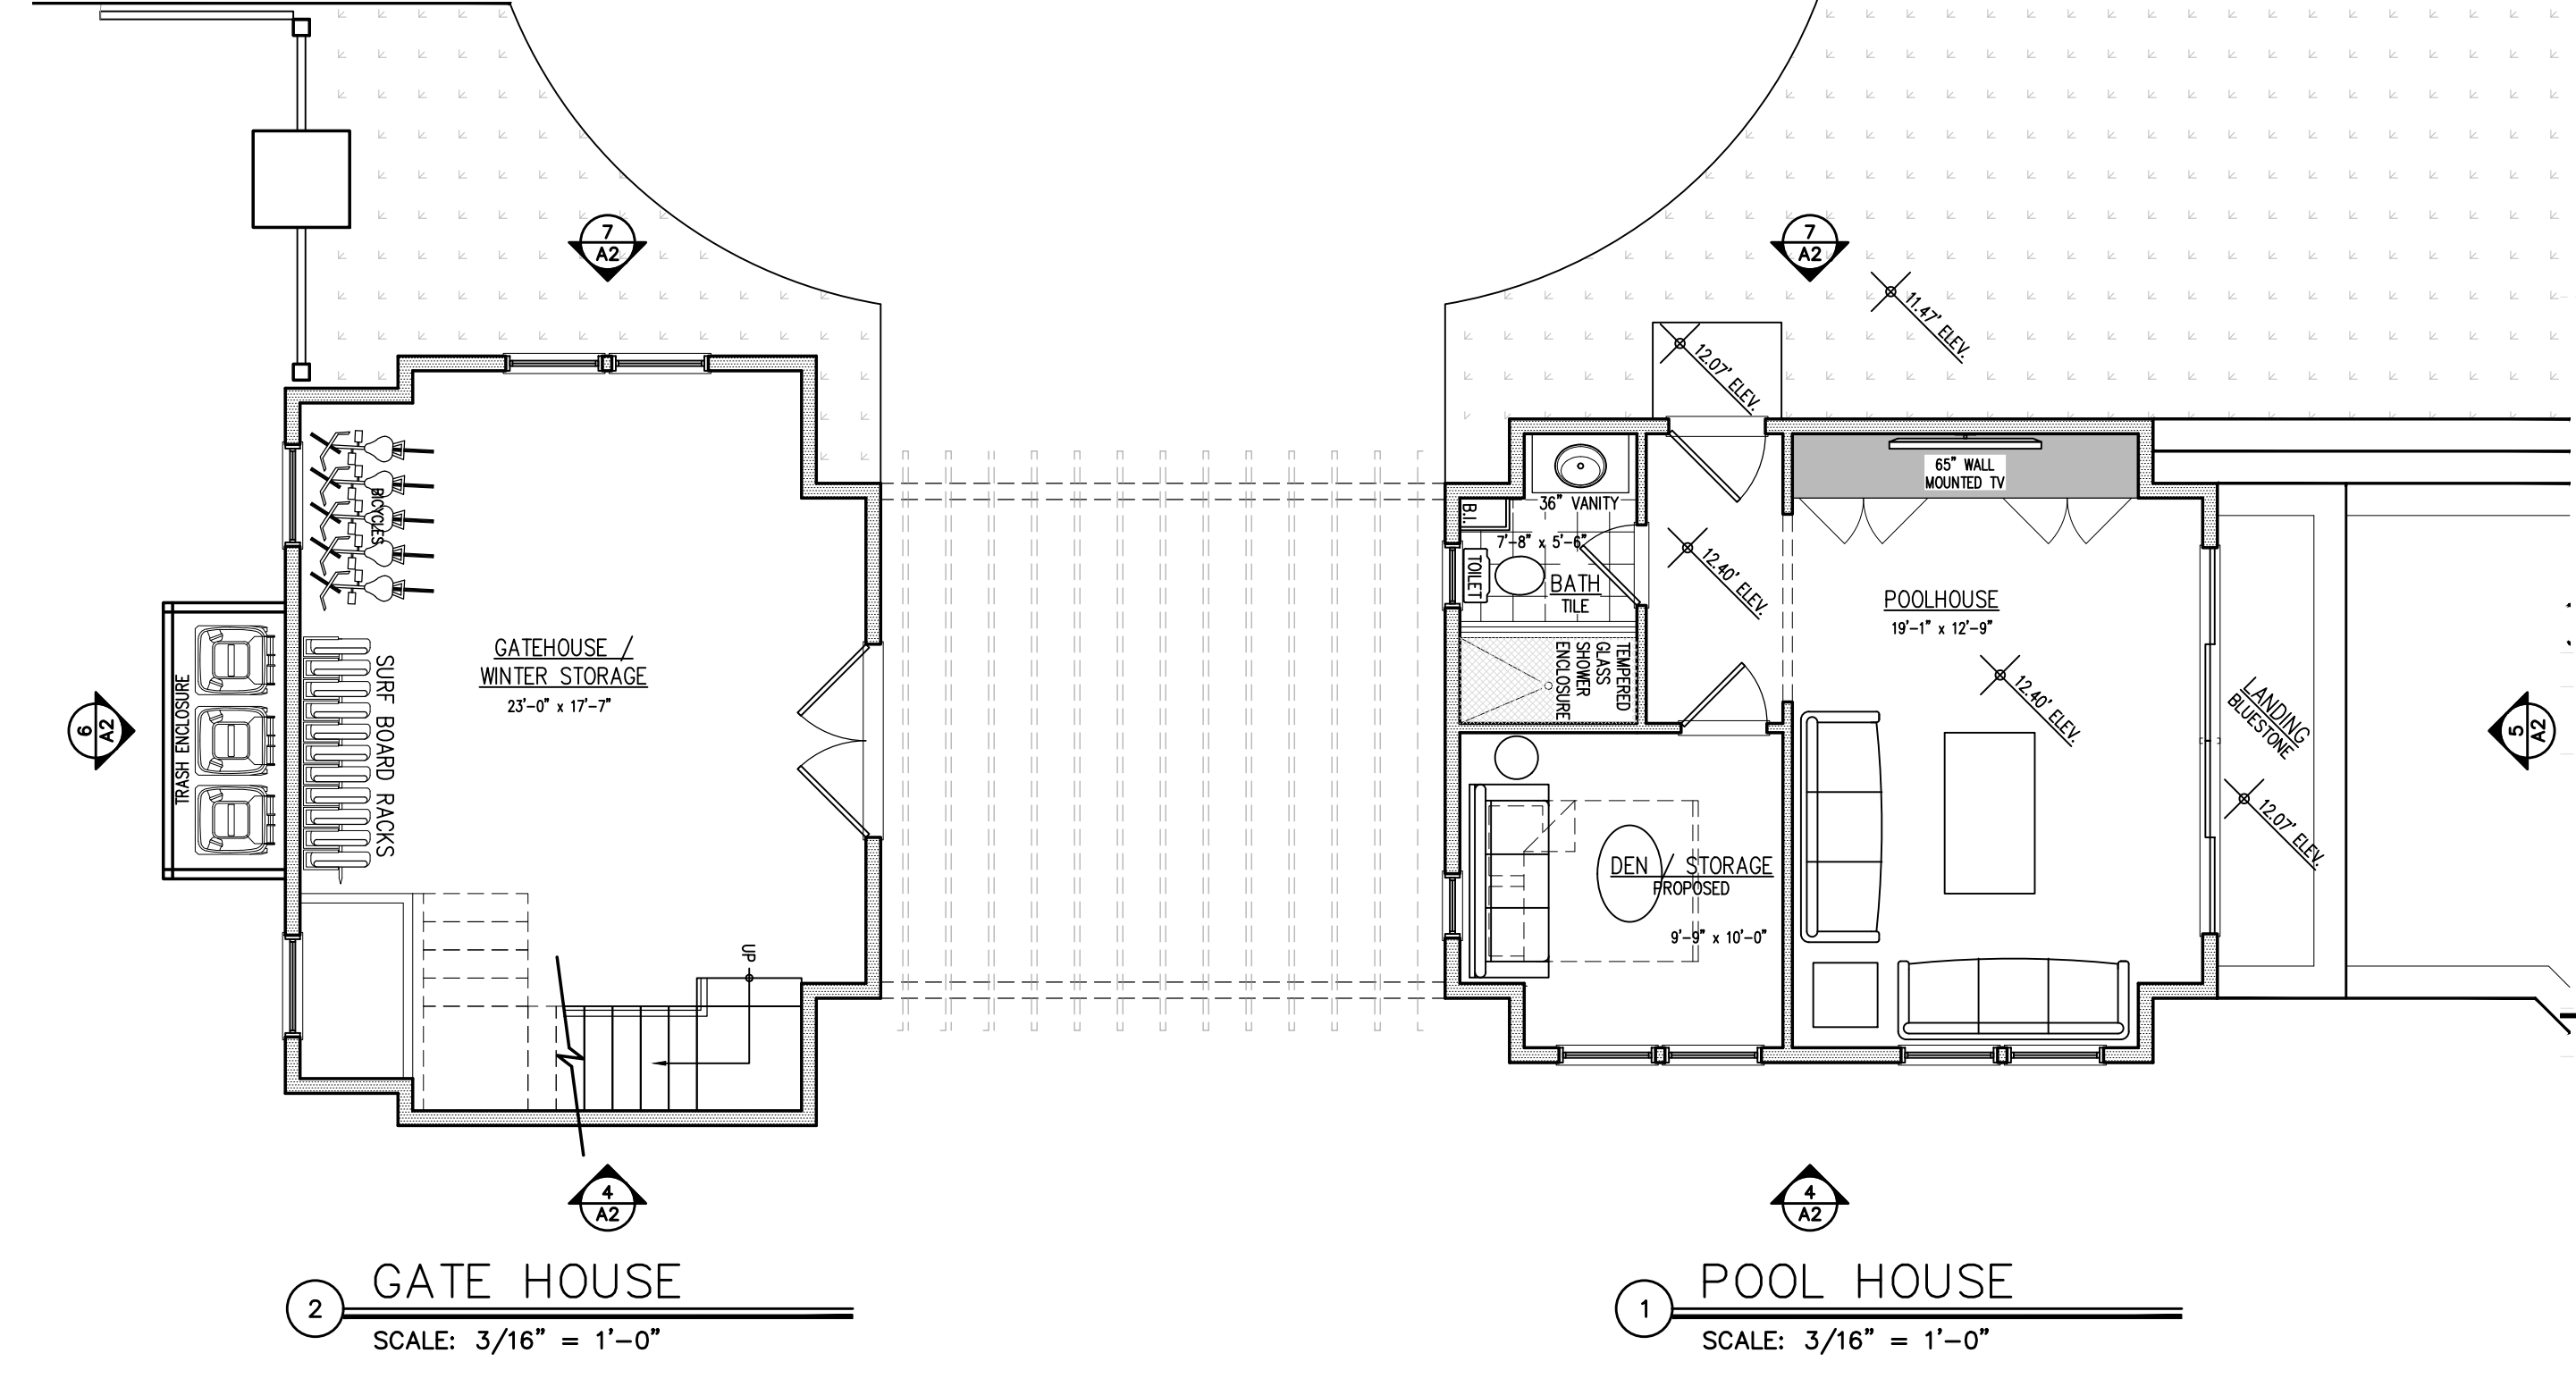 7
A2
7
A2
11.47' ELEV.
12.07' ELEV.
65" WALL
MOUNTED TV
BICYCLES
B.I.
36" VANITY
7'-8" x 5'-6"
TOILET
BATH
TILE
12.40' ELEV.
POOLHOUSE
19'-1" x 12'-9"
GATEHOUSE /
WINTER STORAGE
23'-0" x 17'-7"
TEMPERED
GLASS
SHOWER
ENCLOSURE
12.40' ELEV.
LANDING
BLUESTONE
12.07' ELEV.
6
A2
TRASH ENCLOSURE
SURF BOARD RACKS
5
A2
DEN / STORAGE
PROPOSED
9'-9" x 10'-0"
UP
4
A2
4
A2
2
GATE HOUSE
SCALE: 3/16" = 1'-0"
1
POOL HOUSE
SCALE: 3/16" = 1'-0"